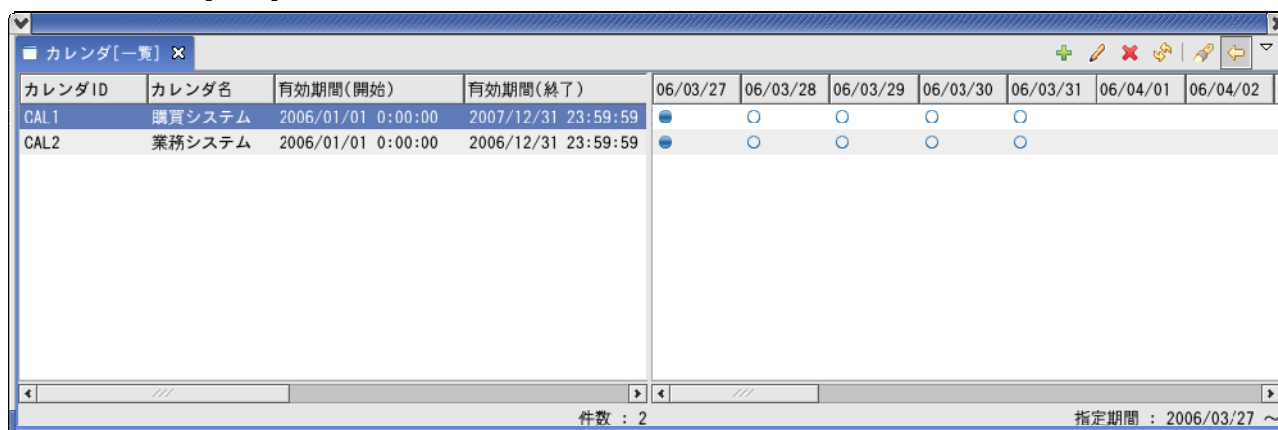 カレンダ[一覧]
カレンダID カレンダ名 有効期間(開始) 有効期間(終了) 06/03/27 06/03/28 06/03/29 06/03/30 06/03/31 06/04/01 06/04/02
CAL1 購買システム 2006/01/01 0:00:00 2007/12/31 23:59:59
CAL2 業務システム 2006/01/01 0:00:00 2006/12/31 23:59:59
件数 : 2 指定期間 : 2006/03/27 ～